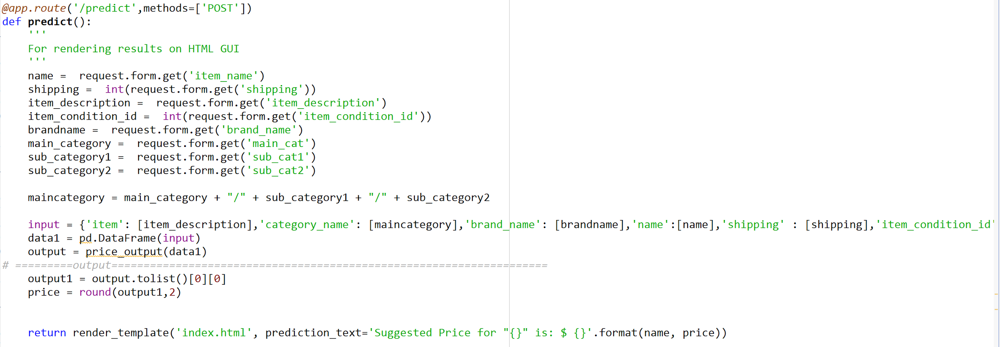 @app.route('/predict',methods=['POST'])
def predict():
    '''
    For rendering results on HTML GUI
    '''
    name =  request.form.get('item_name')
    shipping =  int(request.form.get('shipping'))
    item_description =  request.form.get('item_description')
    item_condition_id =  int(request.form.get('item_condition_id'))
    brandname =  request.form.get('brand_name')
    main_category =  request.form.get('main_cat')
    sub_category1 =  request.form.get('sub_cat1')
    sub_category2 =  request.form.get('sub_cat2')

    maincategory = main_category + "/" + sub_category1 + "/" + sub_category2

    input = {'item': [item_description],'category_name': [maincategory],'brand_name': [brandname],'name':[name],'shipping' : [shipping],'item_condition_id'
    data1 = pd.DataFrame(input)
    output = price_output(data1)
# =========output====================================================================
    output1 = output.tolist()[0][0]
    price = round(output1,2)


    return render_template('index.html', prediction_text='Suggested Price for "{}" is: $ {}'.format(name, price))